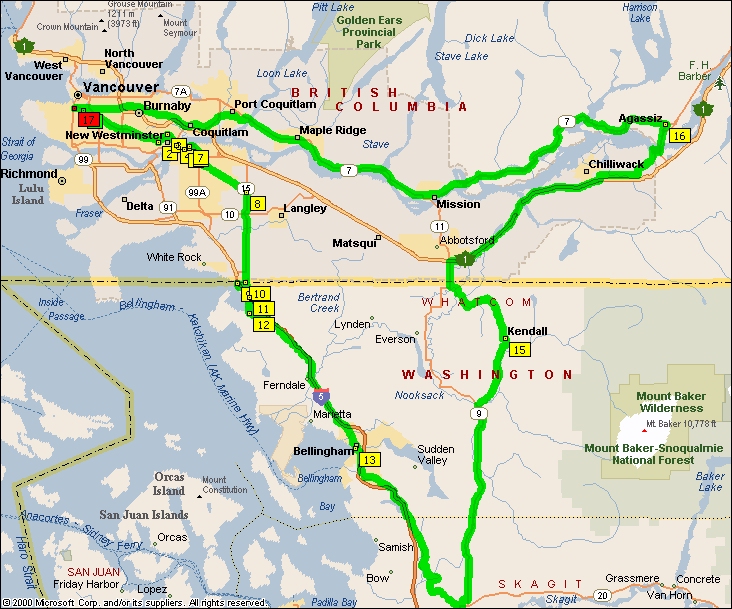 Grouse Mountain
1211 m
(3973 ft)
Crown Mountain
Mount
Seymour
Pitt Lake
Golden Ears
Provincial
Park
Harrison
Lake
Dick Lake
Stave Lake
1
West
Vancouver
North
Vancouver
Loon Lake
F. H.
Barber
Vancouver
7A
BRITISH
COLUMBIA
Burnaby
Port Coquitlam
1
17
New Westminster
Coquitlam
Maple Ridge
7
Agassiz
16
Strait of
Georgia
99
2
4
7
Stave
7
Chilliwack
Richmond
Lulu
Island
99A
15
8
Mission
Delta
91
10
Langley
11
Fraser
Matsqui
Abbotsford
White Rock
1
Inside
Passage
Bellingham
10
11
12
Bertrand
Creek
WHATCOM
Ketchikan (AK Marine Hwy)
Lynden
Everson
Kendall
15
WASHINGTON
Ferndale
5
Nooksack
Marietta
9
Mount Baker
Wilderness
Mt. Baker 10,778 ft
Bellingham
13
Sudden
Valley
Mount Baker-Snoqualmie
National Forest
Orcas
Island
Mount
Constitution
Bellingham
Bay
Baker
Lake
San Juan Islands
Anacortes - Sidney Ferry
Haro Strait
Orcas
Samish
SAN JUAN
Friday Harbor
Lopez
Bow
SKAGIT
Grassmere
Concrete
Van Horn
20
Skagit
Padilla Bay
© 2000 Microsoft Corp. and/or its suppliers. All rights reserved.